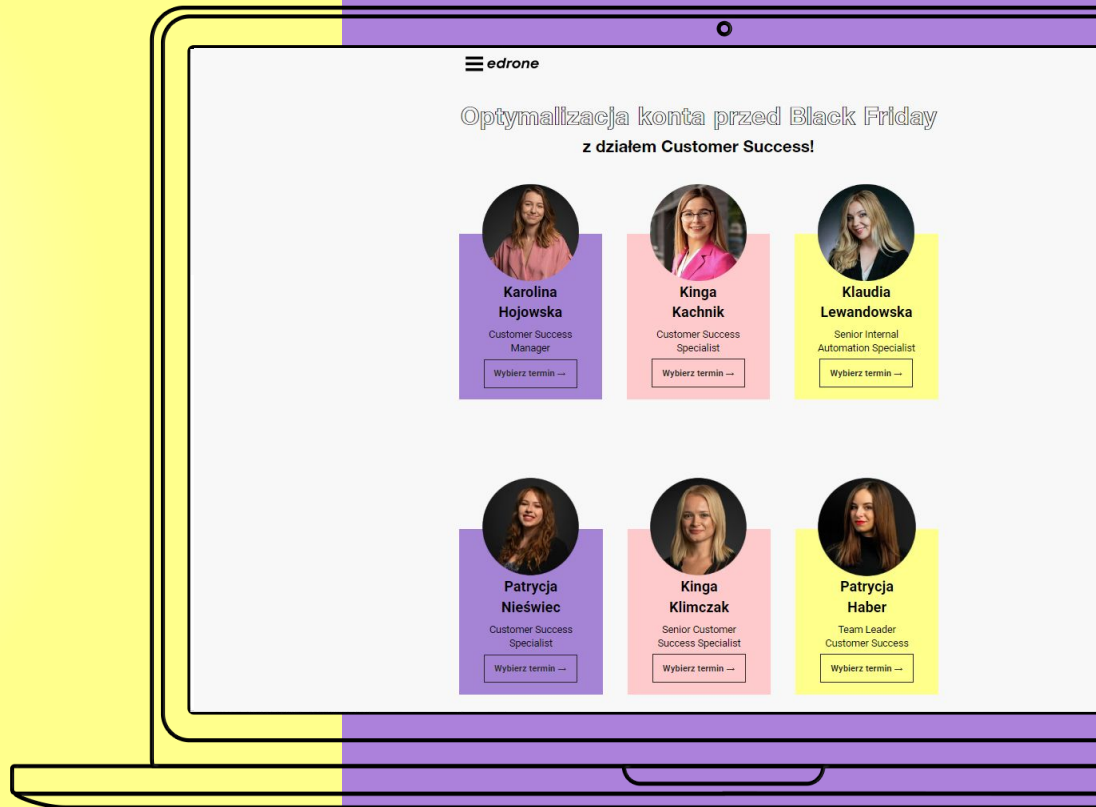 edrone
Optymalizacja konta przed Black Friday
z działem Customer Success!
Karolina
Hojowska
Customer Success
Manager
Wybierz termin →
Kinga
Kachnik
Customer Success
Specialist
Wybierz termin →
Klaudia
Lewandowska
Senior Internal
Automation Specialist
Wybierz termin →
Patrycja
Nieświec
Customer Success
Specialist
Wybierz termin →
Kinga
Klimczak
Senior Customer
Success Specialist
Wybierz termin →
Patrycja
Haber
Team Leader
Customer Success
Wybierz termin →